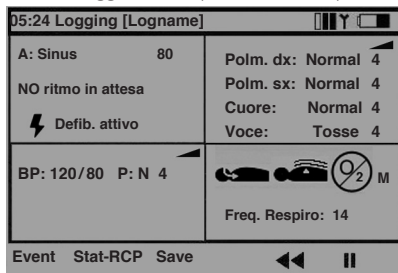 05:24 Logging [Logname]
A: Sinus 80
NO ritmo in attesa
Defib. attivo
Polm. dx: Normal 4
Polm. sx: Normal 4
Cuore: Normal 4
Voce: Tosse 4
BP: 120/80 P: N 4
O2 M
Freq. Respiro: 14
Event Stat-RCP Save